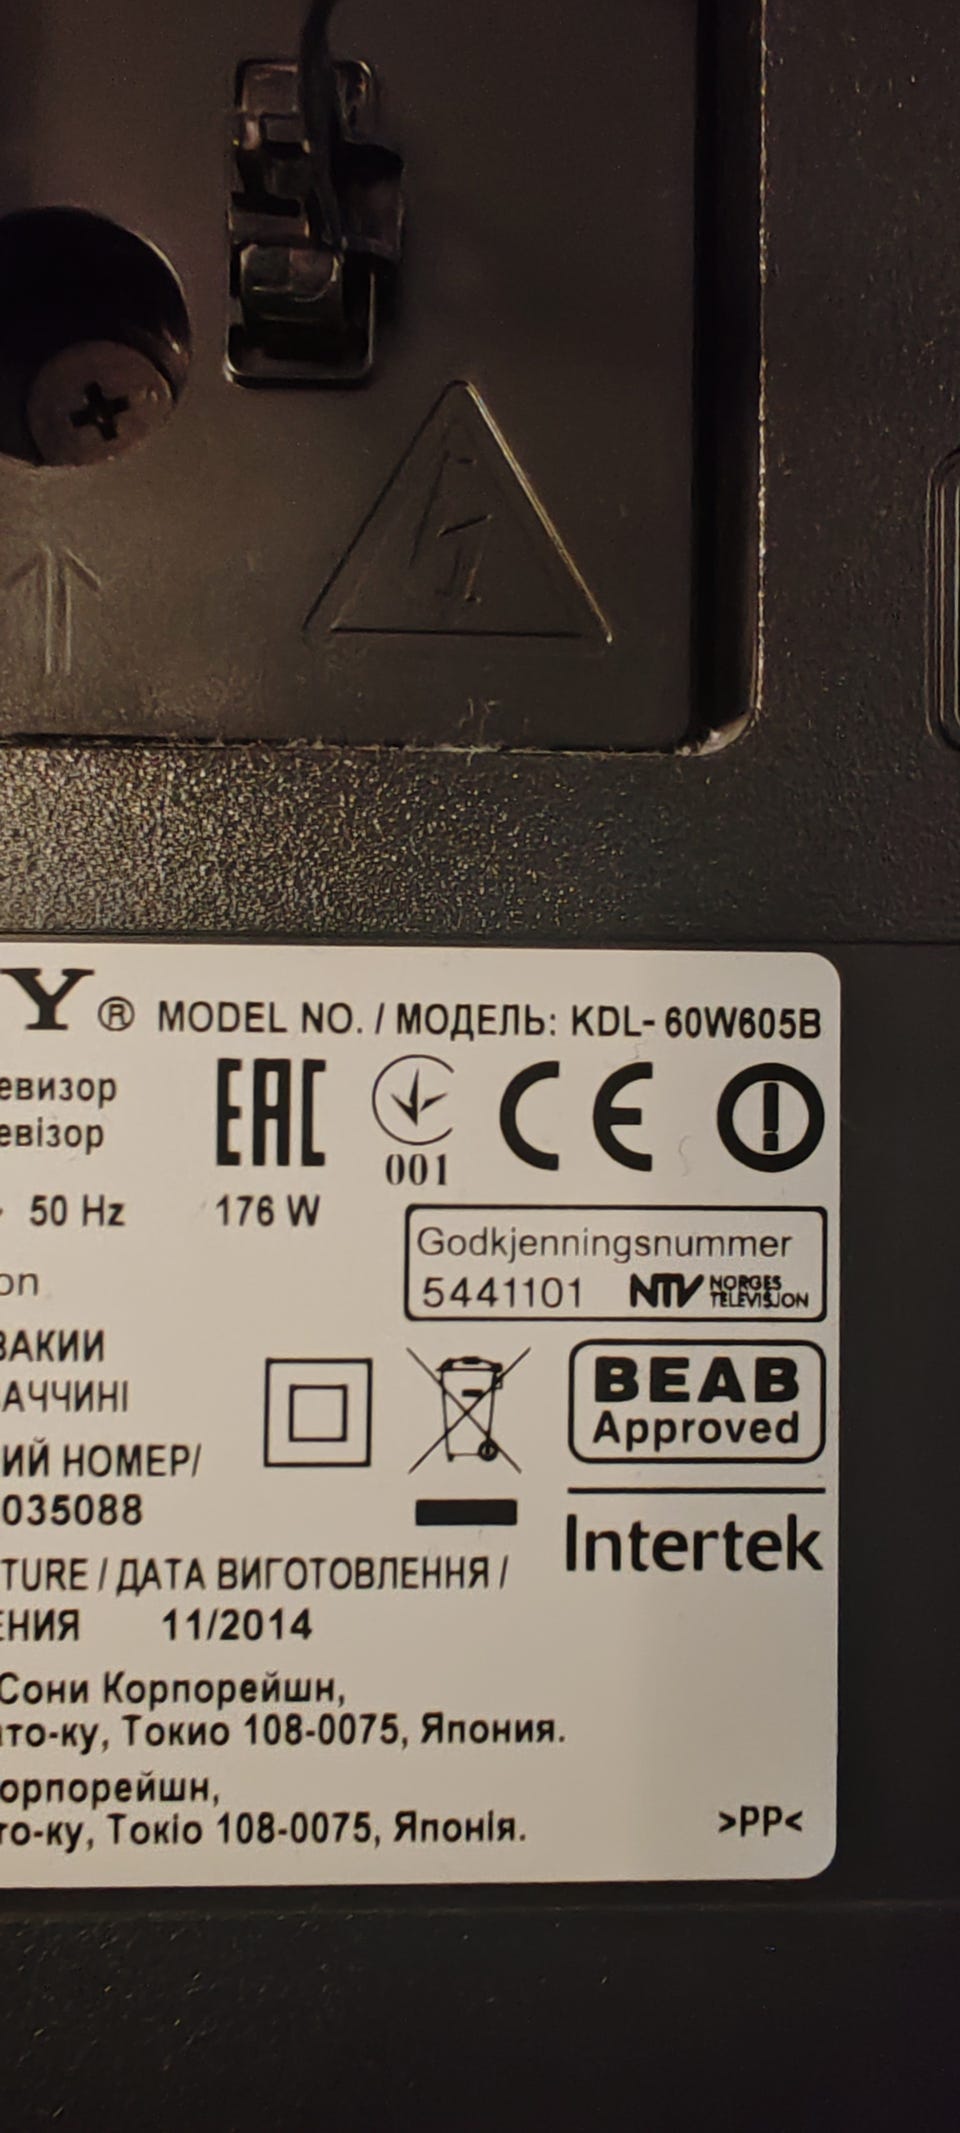 Y® MODEL NO. / МОДЕЛЬ: KDL- 60W605B
евизор
евізор
EAC
001
CE
50 Hz 176 W
Godkjenningsnummer
5441101 NTV NORGES TELEVISJON
on
ВАКИИ
АЧЧИНІ
BEAB
Approved
ИЙ НОМЕР/
035088
Intertek
TURE / ДАТА ВИГОТОВЛЕННЯ /
ЕНИЯ 11/2014
Сони Корпорейшн,
то-ку, Токио 108-0075, Япония.
орпорейшн,
то-ку, Токіо 108-0075, Японія.
>PP<